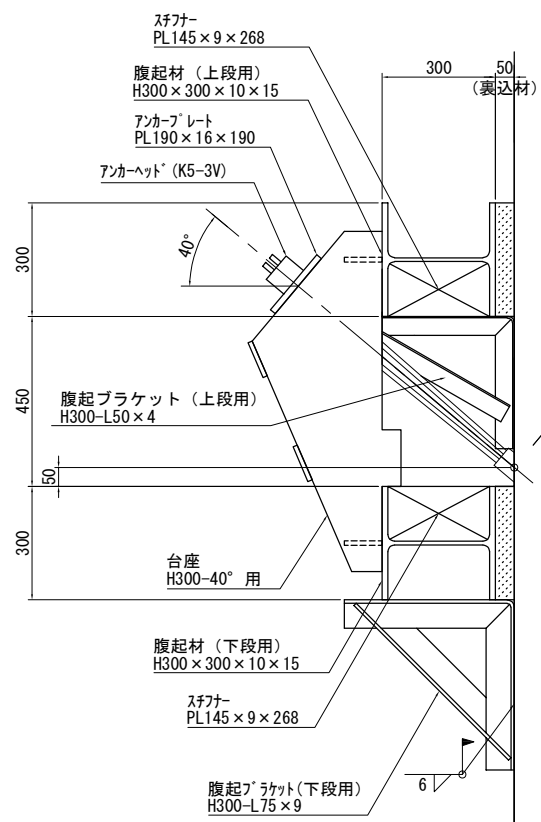 スチフナー
PL145×9×268
腹起材 (上段用)
H300×300×10×15
アンカープレート
PL190×16×190
アンカーヘッド(K5-3V)
300
50
(裏込材)
40°
300
450
50
300
腹起ブラケット (上段用)
H300-L50×4
台座
H300-40° 用
腹起材 (下段用)
H300×300×10×15
スチフナー
PL145×9×268
腹起ブラケット(下段用)
H300-L75×9
6